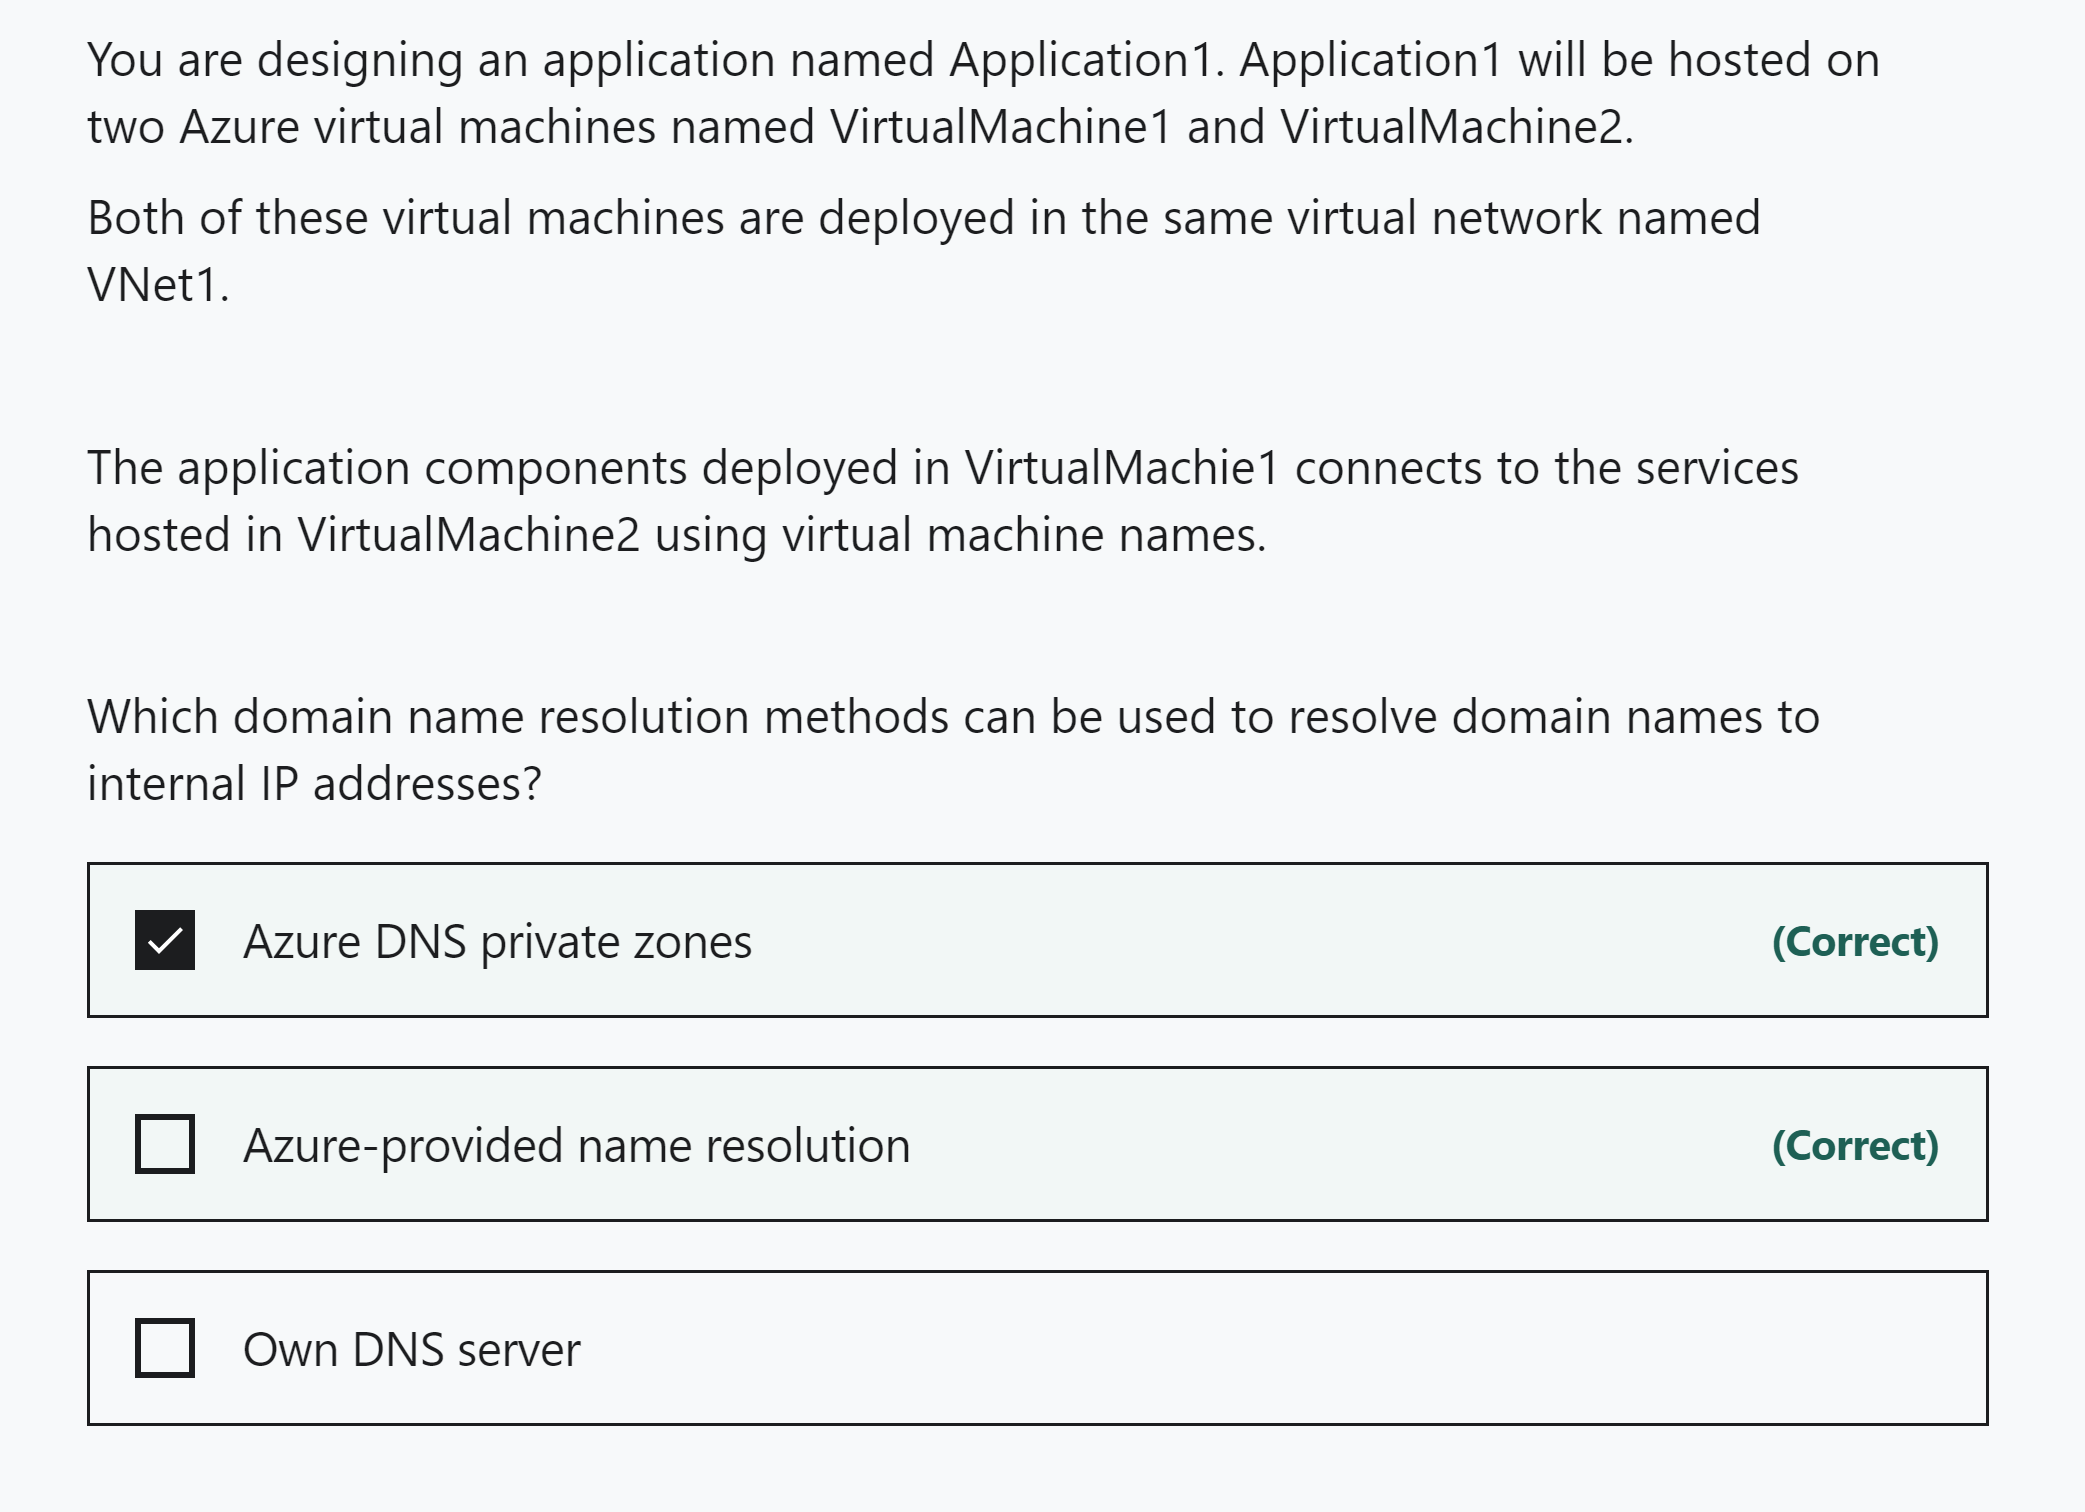 You are designing an application named Application1. Application1 will be hosted on
two Azure virtual machines named VirtualMachine1 and VirtualMachine2.
Both of these virtual machines are deployed in the same virtual network named
VNet1.
The application components deployed in VirtualMachie1 connects to the services
hosted in VirtualMachine2 using virtual machine names.
Which domain name resolution methods can be used to resolve domain names to
internal IP addresses?
Azure DNS private zones (Correct)
Azure-provided name resolution (Correct)
Own DNS server